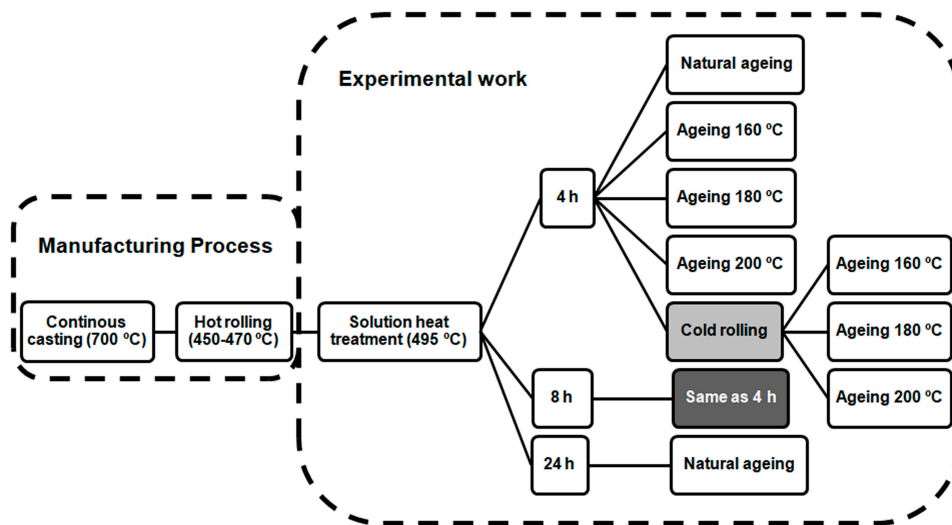 Experimental work
Natural ageing
Ageing 160 ºC
4 h
Ageing 180 ºC
Ageing 200 ºC
Cold rolling
Ageing 160 ºC
Ageing 180 ºC
Ageing 200 ºC
Manufacturing Process
Continous
casting (700 ºC)
Hot rolling
(450-470 ºC)
Solution heat
treatment (495 ºC)
8 h
Same as 4 h
24 h
Natural ageing